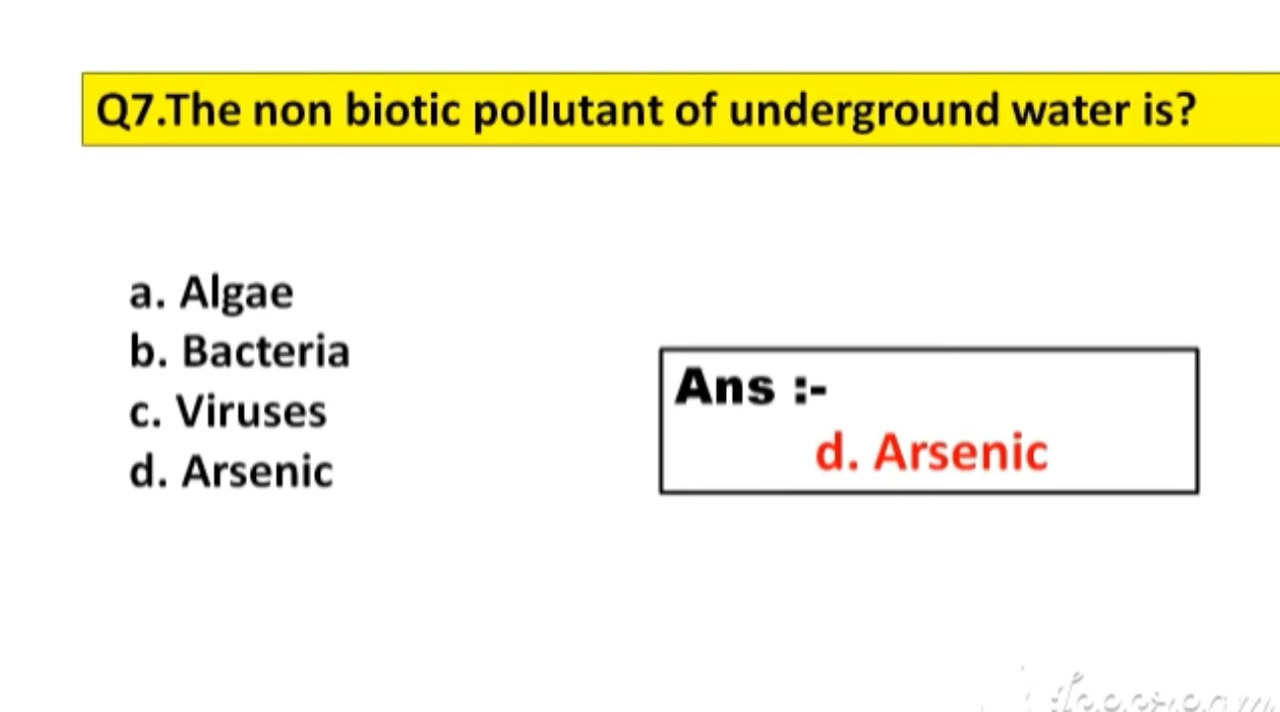 Q7.The non biotic pollutant of underground water is?
a. Algae
b. Bacteria
c. Viruses
d. Arsenic
Ans :-
d. Arsenic